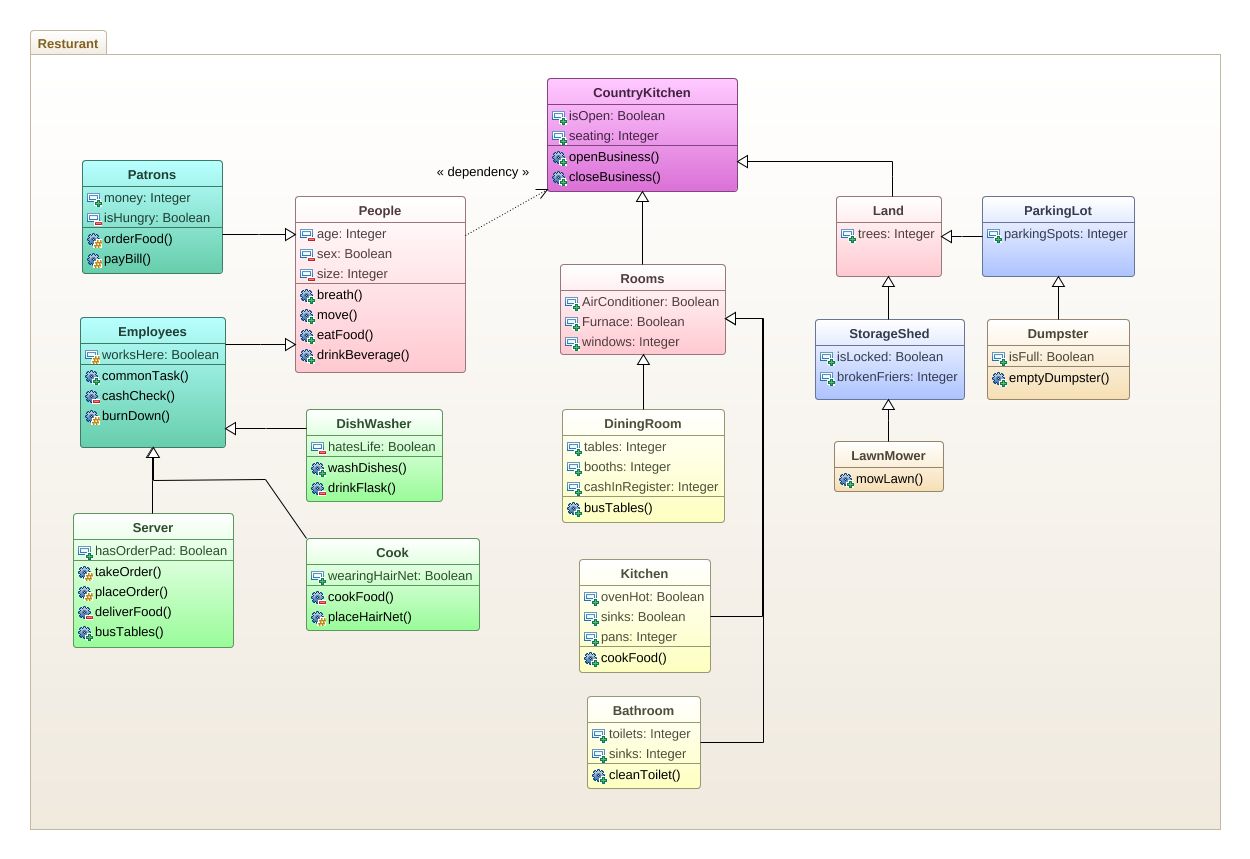 Resturant
CountryKitchen
isOpen: Boolean
seating: Integer
openBusiness()
closeBusiness()
« dependency »
Patrons
money: Integer
isHungry: Boolean
orderFood()
payBill()
People
age: Integer
sex: Boolean
size: Integer
breath()
move()
eatFood()
drinkBeverage()
Land
trees: Integer
ParkingLot
parkingSpots: Integer
Rooms
AirConditioner: Boolean
Furnace: Boolean
windows: Integer
Employees
worksHere: Boolean
commonTask()
cashCheck()
burnDown()
StorageShed
isLocked: Boolean
brokenFriers: Integer
Dumpster
isFull: Boolean
emptyDumpster()
DishWasher
hatesLife: Boolean
washDishes()
drinkFlask()
DiningRoom
tables: Integer
booths: Integer
cashInRegister: Integer
busTables()
LawnMower
mowLawn()
Server
hasOrderPad: Boolean
takeOrder()
placeOrder()
deliverFood()
busTables()
Cook
wearingHairNet: Boolean
cookFood()
placeHairNet()
Kitchen
ovenHot: Boolean
sinks: Boolean
pans: Integer
cookFood()
Bathroom
toilets: Integer
sinks: Integer
cleanToilet()